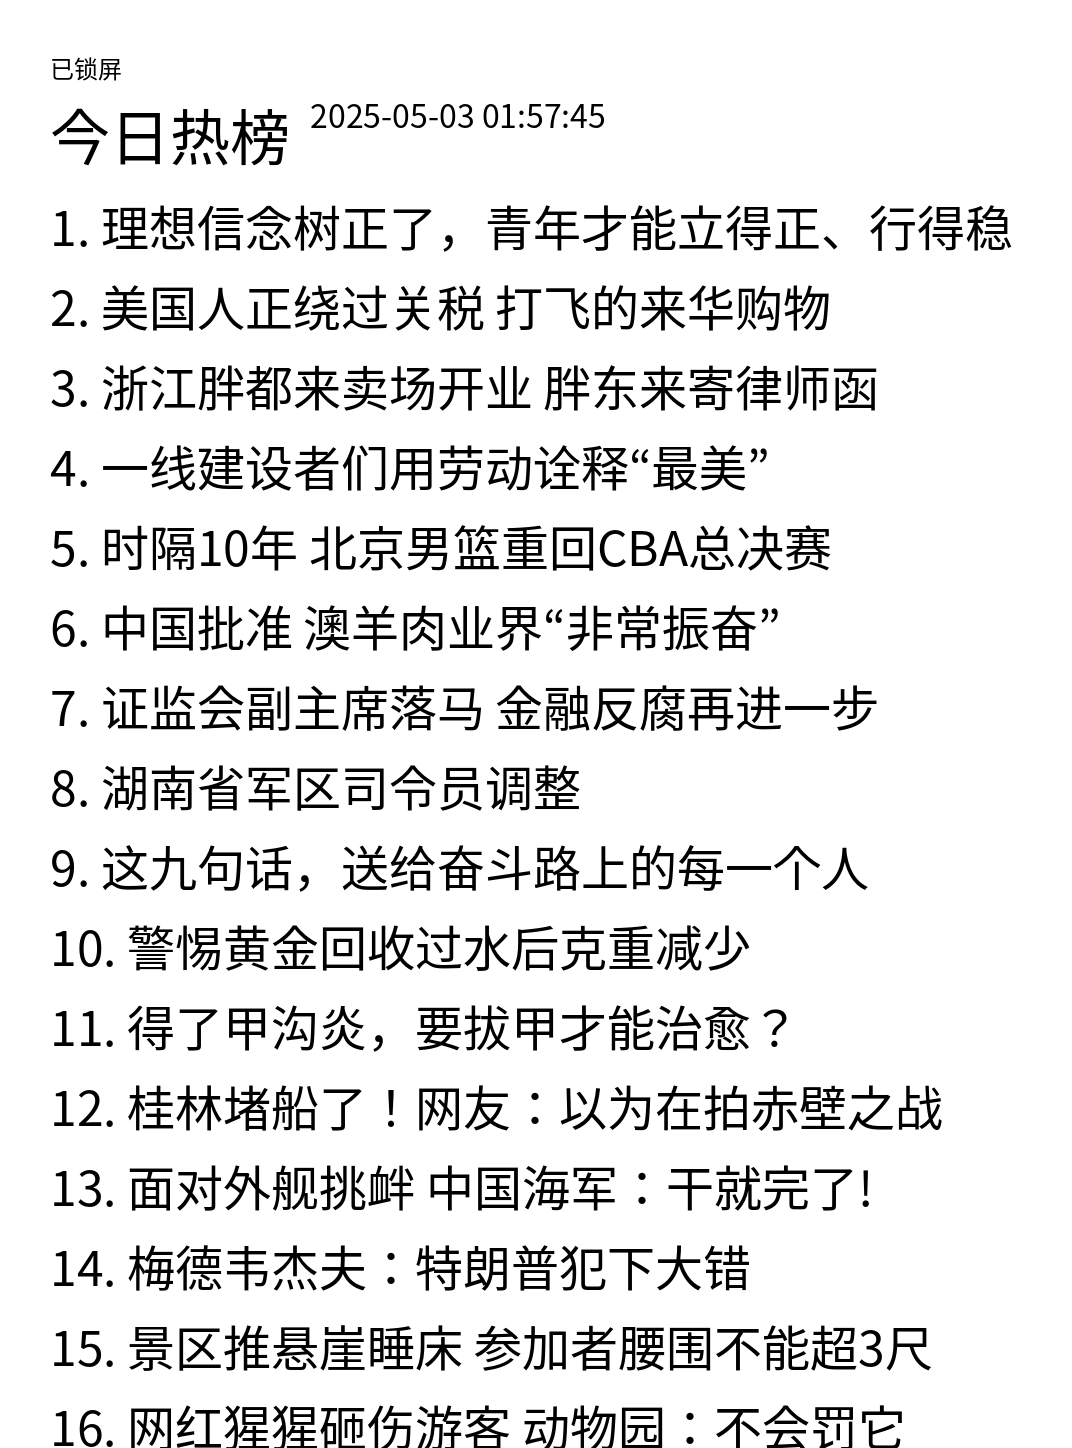 已锁屏
今日热榜 2025-05-03 01:57:45
1. 理想信念树正了，青年才能立得正、行得稳
2. 美国人正绕过关税 打飞的来华购物
3. 浙江胖都来卖场开业 胖东来寄律师函
4. 一线建设者们用劳动诠释“最美”
5. 时隔10年 北京男篮重回CBA总决赛
6. 中国批准 澳羊肉业界“非常振奋”
7. 证监会副主席落马 金融反腐再进一步
8. 湖南省军区司令员调整
9. 这九句话，送给奋斗路上的每一个人
10. 警惕黄金回收过水后克重减少
11. 得了甲沟炎，要拔甲才能治愈？
12. 桂林堵船了！网友：以为在拍赤壁之战
13. 面对外舰挑衅 中国海军：干就完了!
14. 梅德韦杰夫：特朗普犯下大错
15. 景区推悬崖睡床 参加者腰围不能超3尺
16. 网红猩猩砸伤游客 动物园：不会罚它